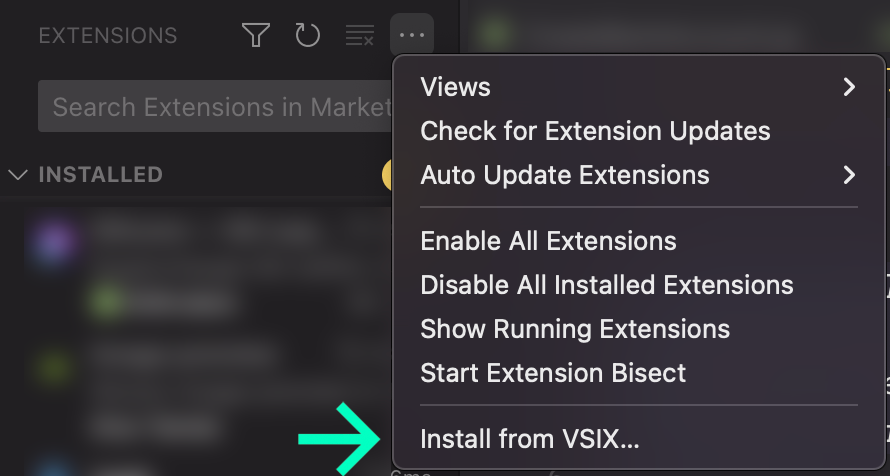 EXTENSIONS
Search Extensions in Market
INSTALLED
Views
Check for Extension Updates
Auto Update Extensions
Enable All Extensions
Disable All Installed Extensions
Show Running Extensions
Start Extension Bisect
Install from VSIX...